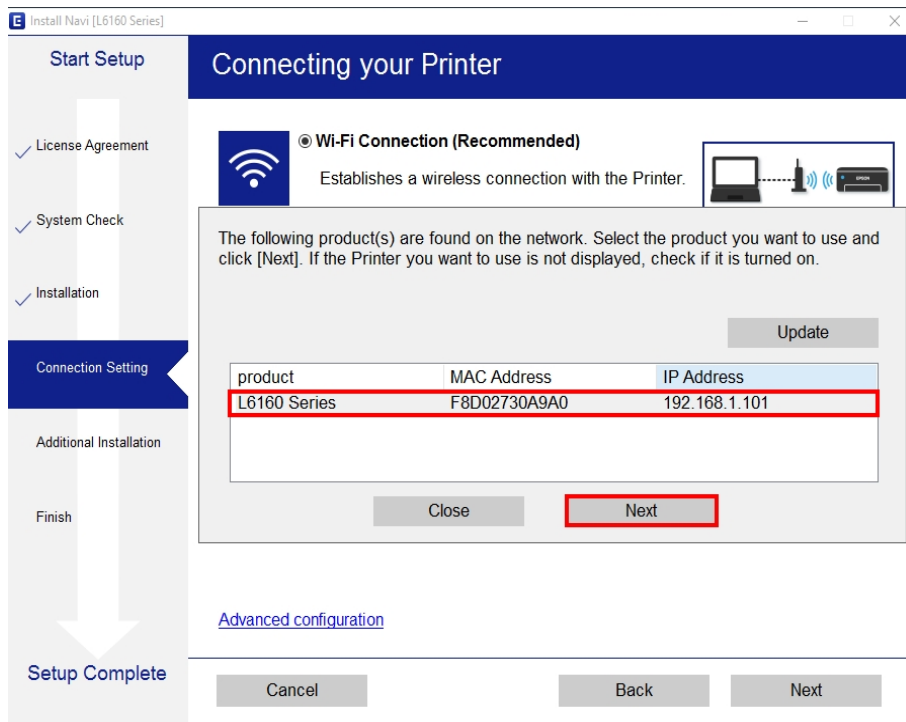 Install Navi [L6160 Series]
Start Setup
License Agreement
System Check
Installation
Connection Setting
Additional Installation
Finish
Setup Complete
Connecting your Printer
Wi-Fi Connection (Recommended)
Establishes a wireless connection with the Printer.
EPSON
The following product(s) are found on the network. Select the product you want to use and
click [Next]. If the Printer you want to use is not displayed, check if it is turned on.
Update
product MAC Address IP Address
L6160 Series F8D02730A9A0 192.168.1.101
Close Next
Advanced configuration
Cancel Back Next